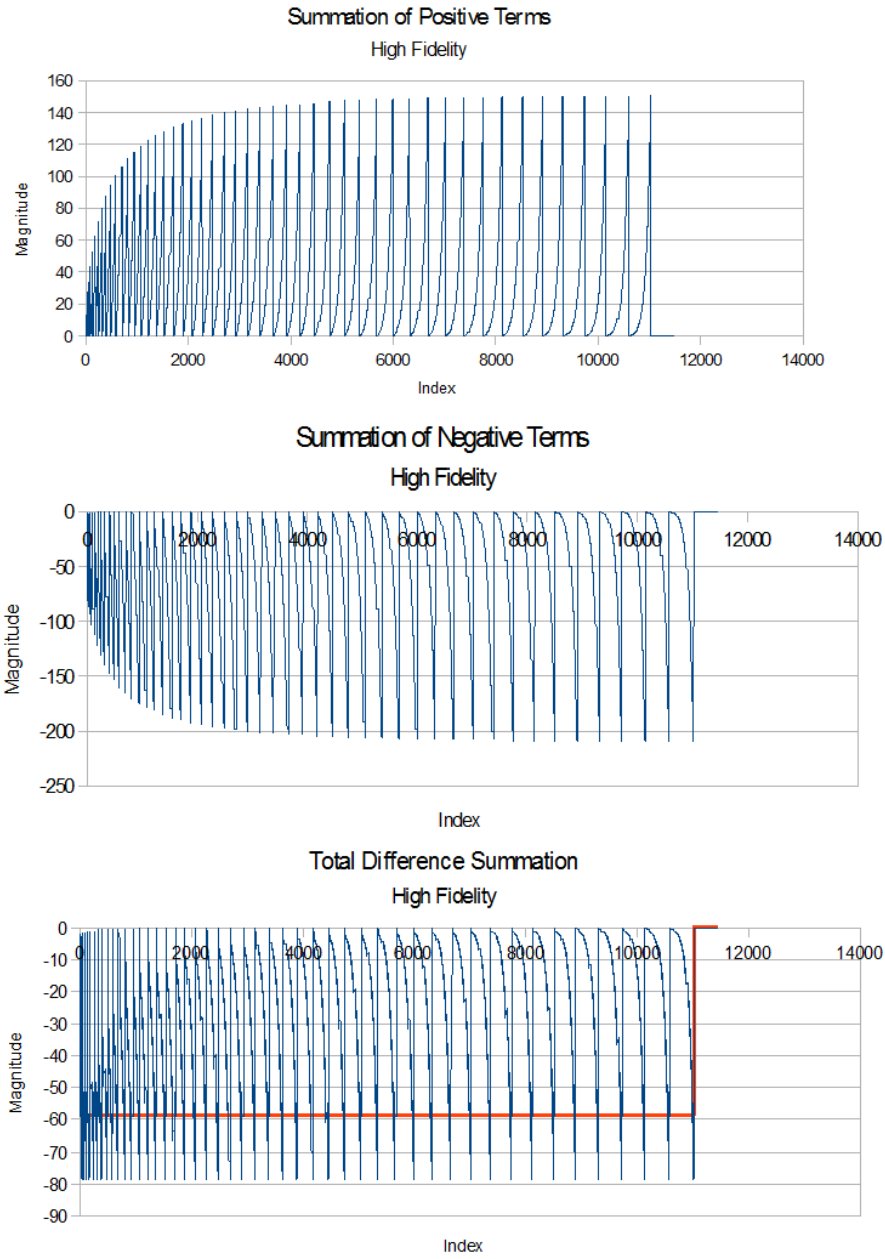 Summation of Positive Terms
High Fidelity
160
140
120
100
80
60
40
20
0
Magnitude
0 2000 4000 6000 8000 10000 12000 14000
Index
Summation of Negative Terms
High Fidelity
0
0 2000 4000 6000 8000 10000 12000 14000
-50
-100
-150
-200
-250
Magnitude
Index
Total Difference Summation
High Fidelity
0
0 2000 4000 6000 8000 10000 12000 14000
-10
-20
-30
-40
-50
-60
-70
-80
-90
Magnitude
Index